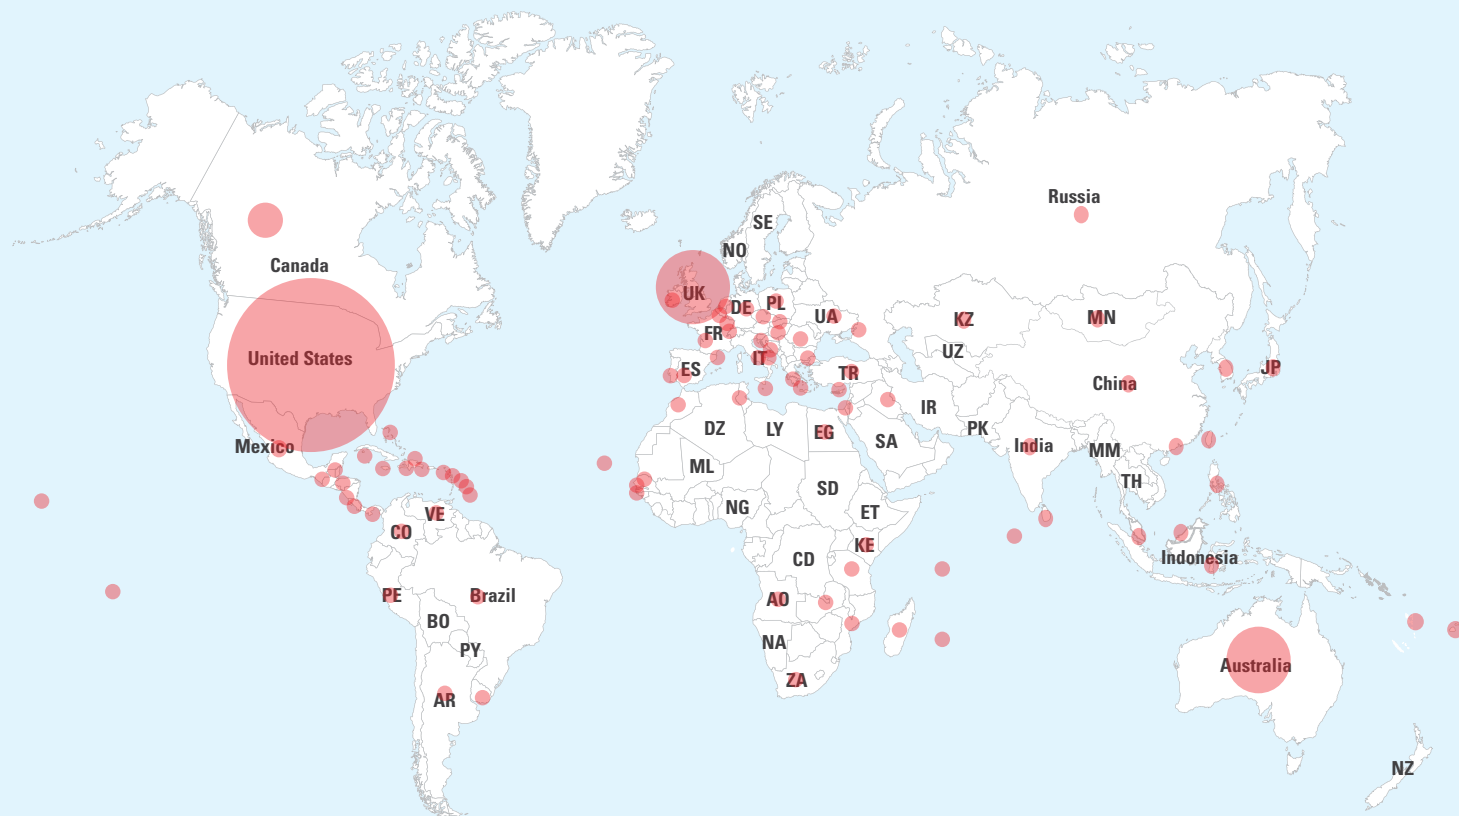 Russia
SE
NO
Canada
UK
DE
PL
UA
KZ
MN
FR
UZ
IT
United States
ES
TR
JP
China
IR
DZ
LY
EG
SA
PK
India
Mexico
MM
ML
TH
SD
NG
ET
VE
CO
KE
CD
Indonesia
PE
Brazil
AO
BO
NA
PY
Australia
ZA
AR
NZ